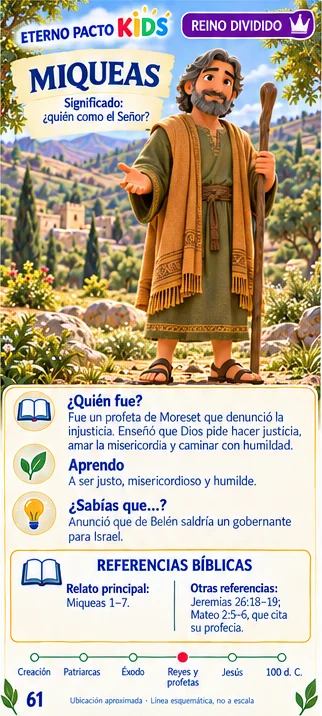 ETERNO PACTO KIDS
REINO DIVIDIDO
MIQUEAS
Significado:
¿quién como el Señor?
¿Quién fue?
Fue un profeta de Moreset que denunció la
injusticia. Enseñó que Dios pide hacer justicia,
amar la misericordia y caminar con humildad.
Aprendo
A ser justo, misericordioso y humilde.
¿Sabías que...?
Anunció que de Belén saldría un gobernante
para Israel.
REFERENCIAS BÍBLICAS
Relato principal:
Miqueas 1–7.
Otras referencias:
Jeremías 26:18–19;
Mateo 2:5–6, que cita
su profecía.
Creación
Patriarcas
Éxodo
Reyes y
profetas
Jesús
100 d. C.
61
Ubicación aproximada · Línea esquemática, no a escala